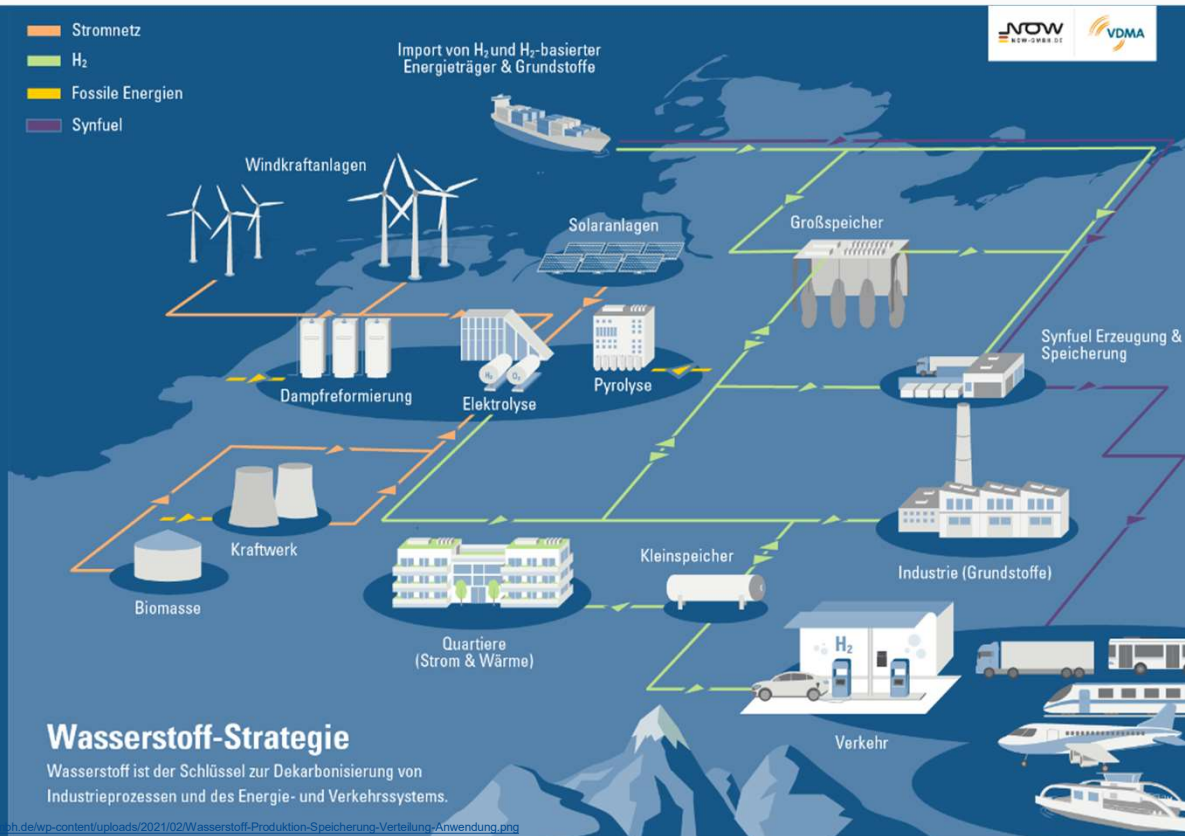 Stromnetz
H₂
Fossile Energien
Synfuel
Import von H₂ und H₂-basierter
Energieträger & Grundstoffe
NOW
NOW-GMBH.DE
VDMA
Windkraftanlagen
Solaranlagen
Großspeicher
Synfuel Erzeugung &
Speicherung
Dampfreformierung
H₂
O₂
Elektrolyse
Pyrolyse
Kraftwerk
Biomasse
Kleinspeicher
Industrie (Grundstoffe)
Quartiere
(Strom & Wärme)
H₂
Verkehr
Wasserstoff-Strategie
Wasserstoff ist der Schlüssel zur Dekarbonisierung von
Industrieprozessen und des Energie- und Verkehrssystems.
bh.de/wp-content/uploads/2021/02/Wasserstoff-Produktion-Speicherung-Verteilung-Anwendung.png